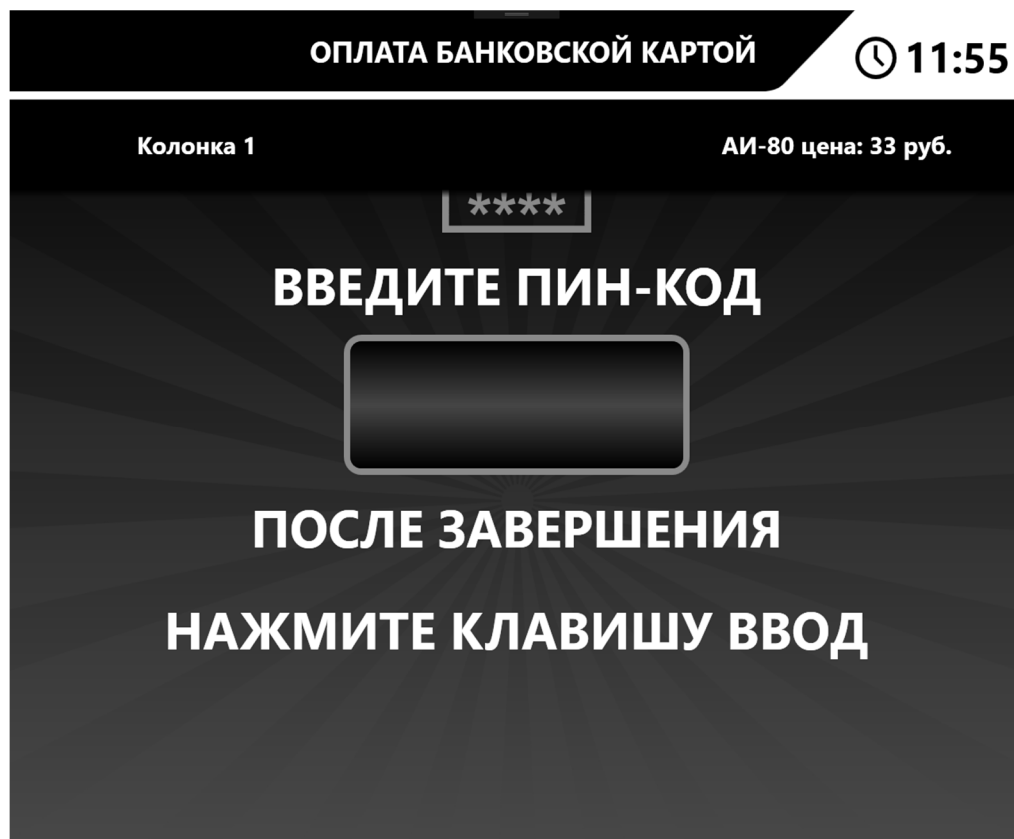 ОПЛАТА БАНКОВСКОЙ КАРТОЙ
11:55
Колонка 1
АИ-80 цена: 33 руб.
****
ВВЕДИТЕ ПИН-КОД
ПОСЛЕ ЗАВЕРШЕНИЯ
НАЖМИТЕ КЛАВИШУ ВВОД